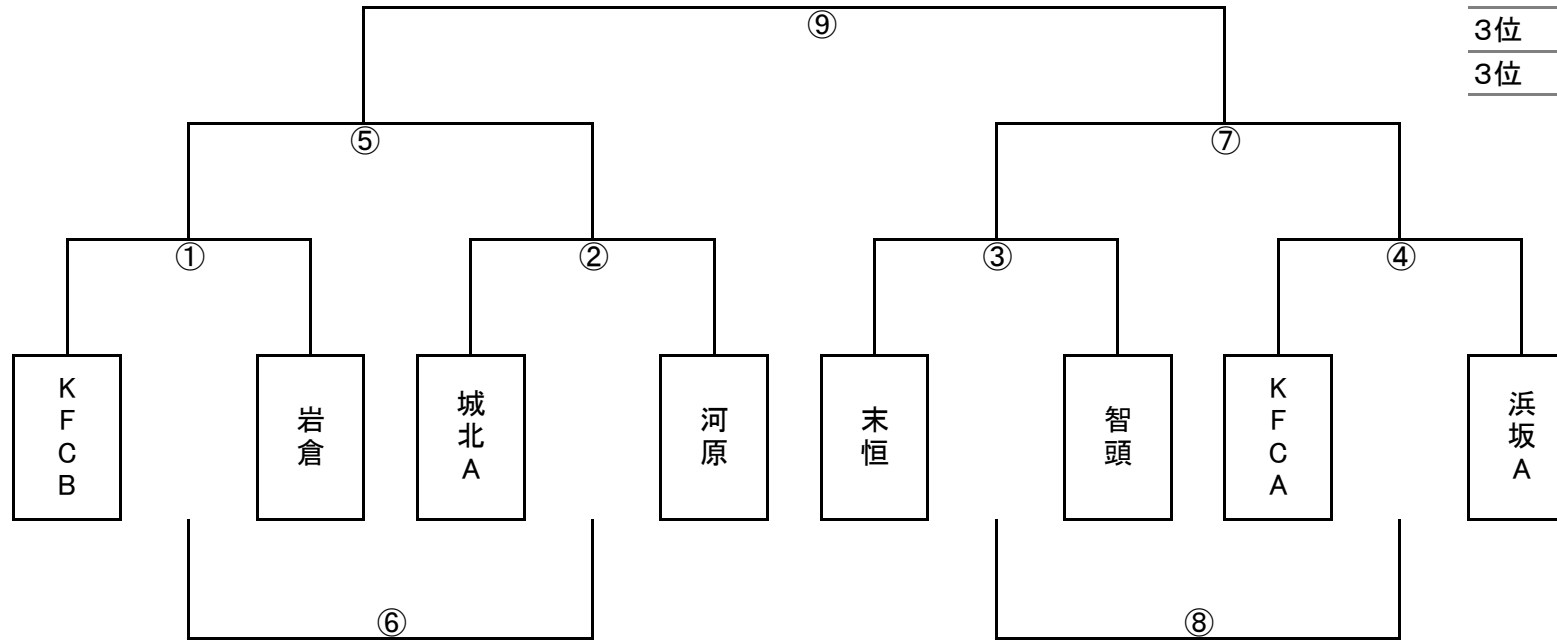 ⑨
3位
3位
⑤
⑦
①
②
③
④
KFCB
岩倉
城北A
河原
末恒
智頭
KFCA
浜坂A
⑥
⑧